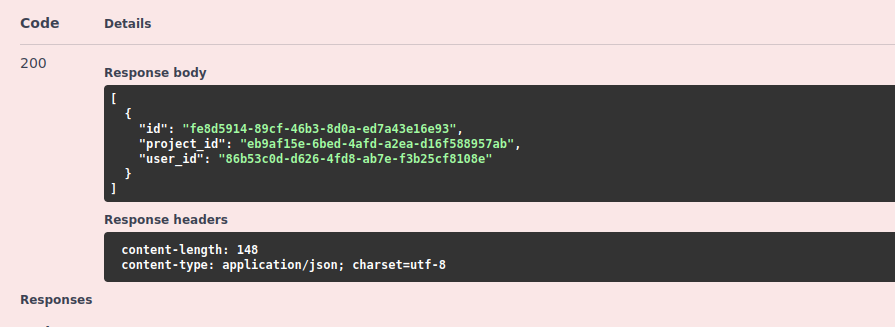 Code Details
200
Response body
[
  {
    "id": "fe8d5914-89cf-46b3-8d0a-ed7a43e16e93",
    "project_id": "eb9af15e-6bed-4afd-a2ea-d16f588957ab",
    "user_id": "86b53c0d-d626-4fd8-ab7e-f3b25cf8108e"
  }
]
Response headers
content-length: 148
content-type: application/json; charset=utf-8
Responses